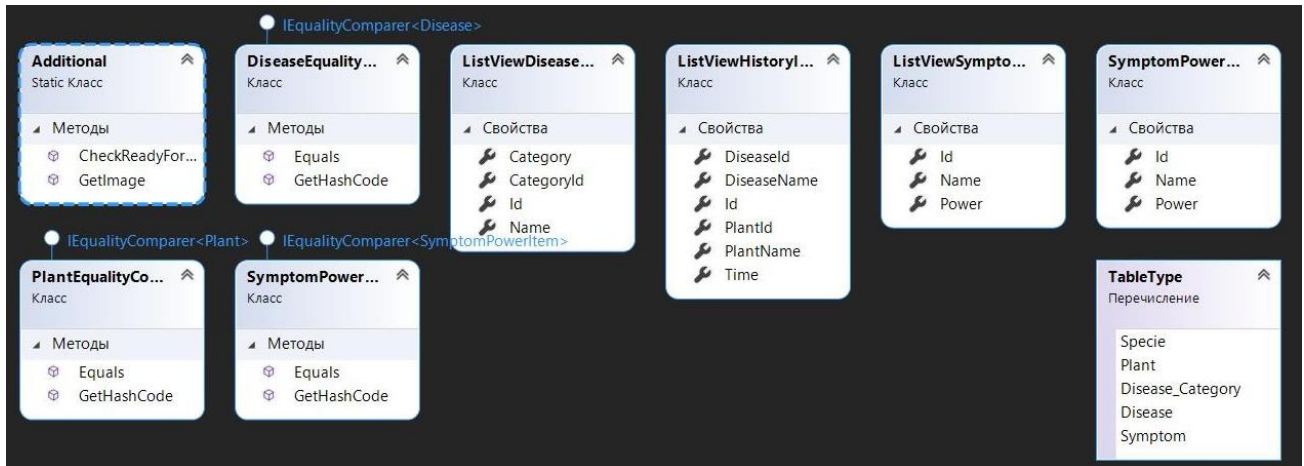 IEqualityComparer<Disease>
Additional
Static Класс
Методы
CheckReadyFor...
GetImage
DiseaseEquality...
Класс
Методы
Equals
GetHashCode
ListViewDisease...
Класс
Свойства
Category
CategoryId
Id
Name
ListViewHistoryI...
Класс
Свойства
DiseaseId
DiseaseName
Id
PlantId
PlantName
Time
ListViewSympto...
Класс
Свойства
Id
Name
Power
SymptomPower...
Класс
Свойства
Id
Name
Power
IEqualityComparer<Plant>
PlantEqualityCo...
Класс
Методы
Equals
GetHashCode
IEqualityComparer<SymptomPowerItem>
SymptomPower...
Класс
Методы
Equals
GetHashCode
TableType
Перечисление
Specie
Plant
Disease_Category
Disease
Symptom